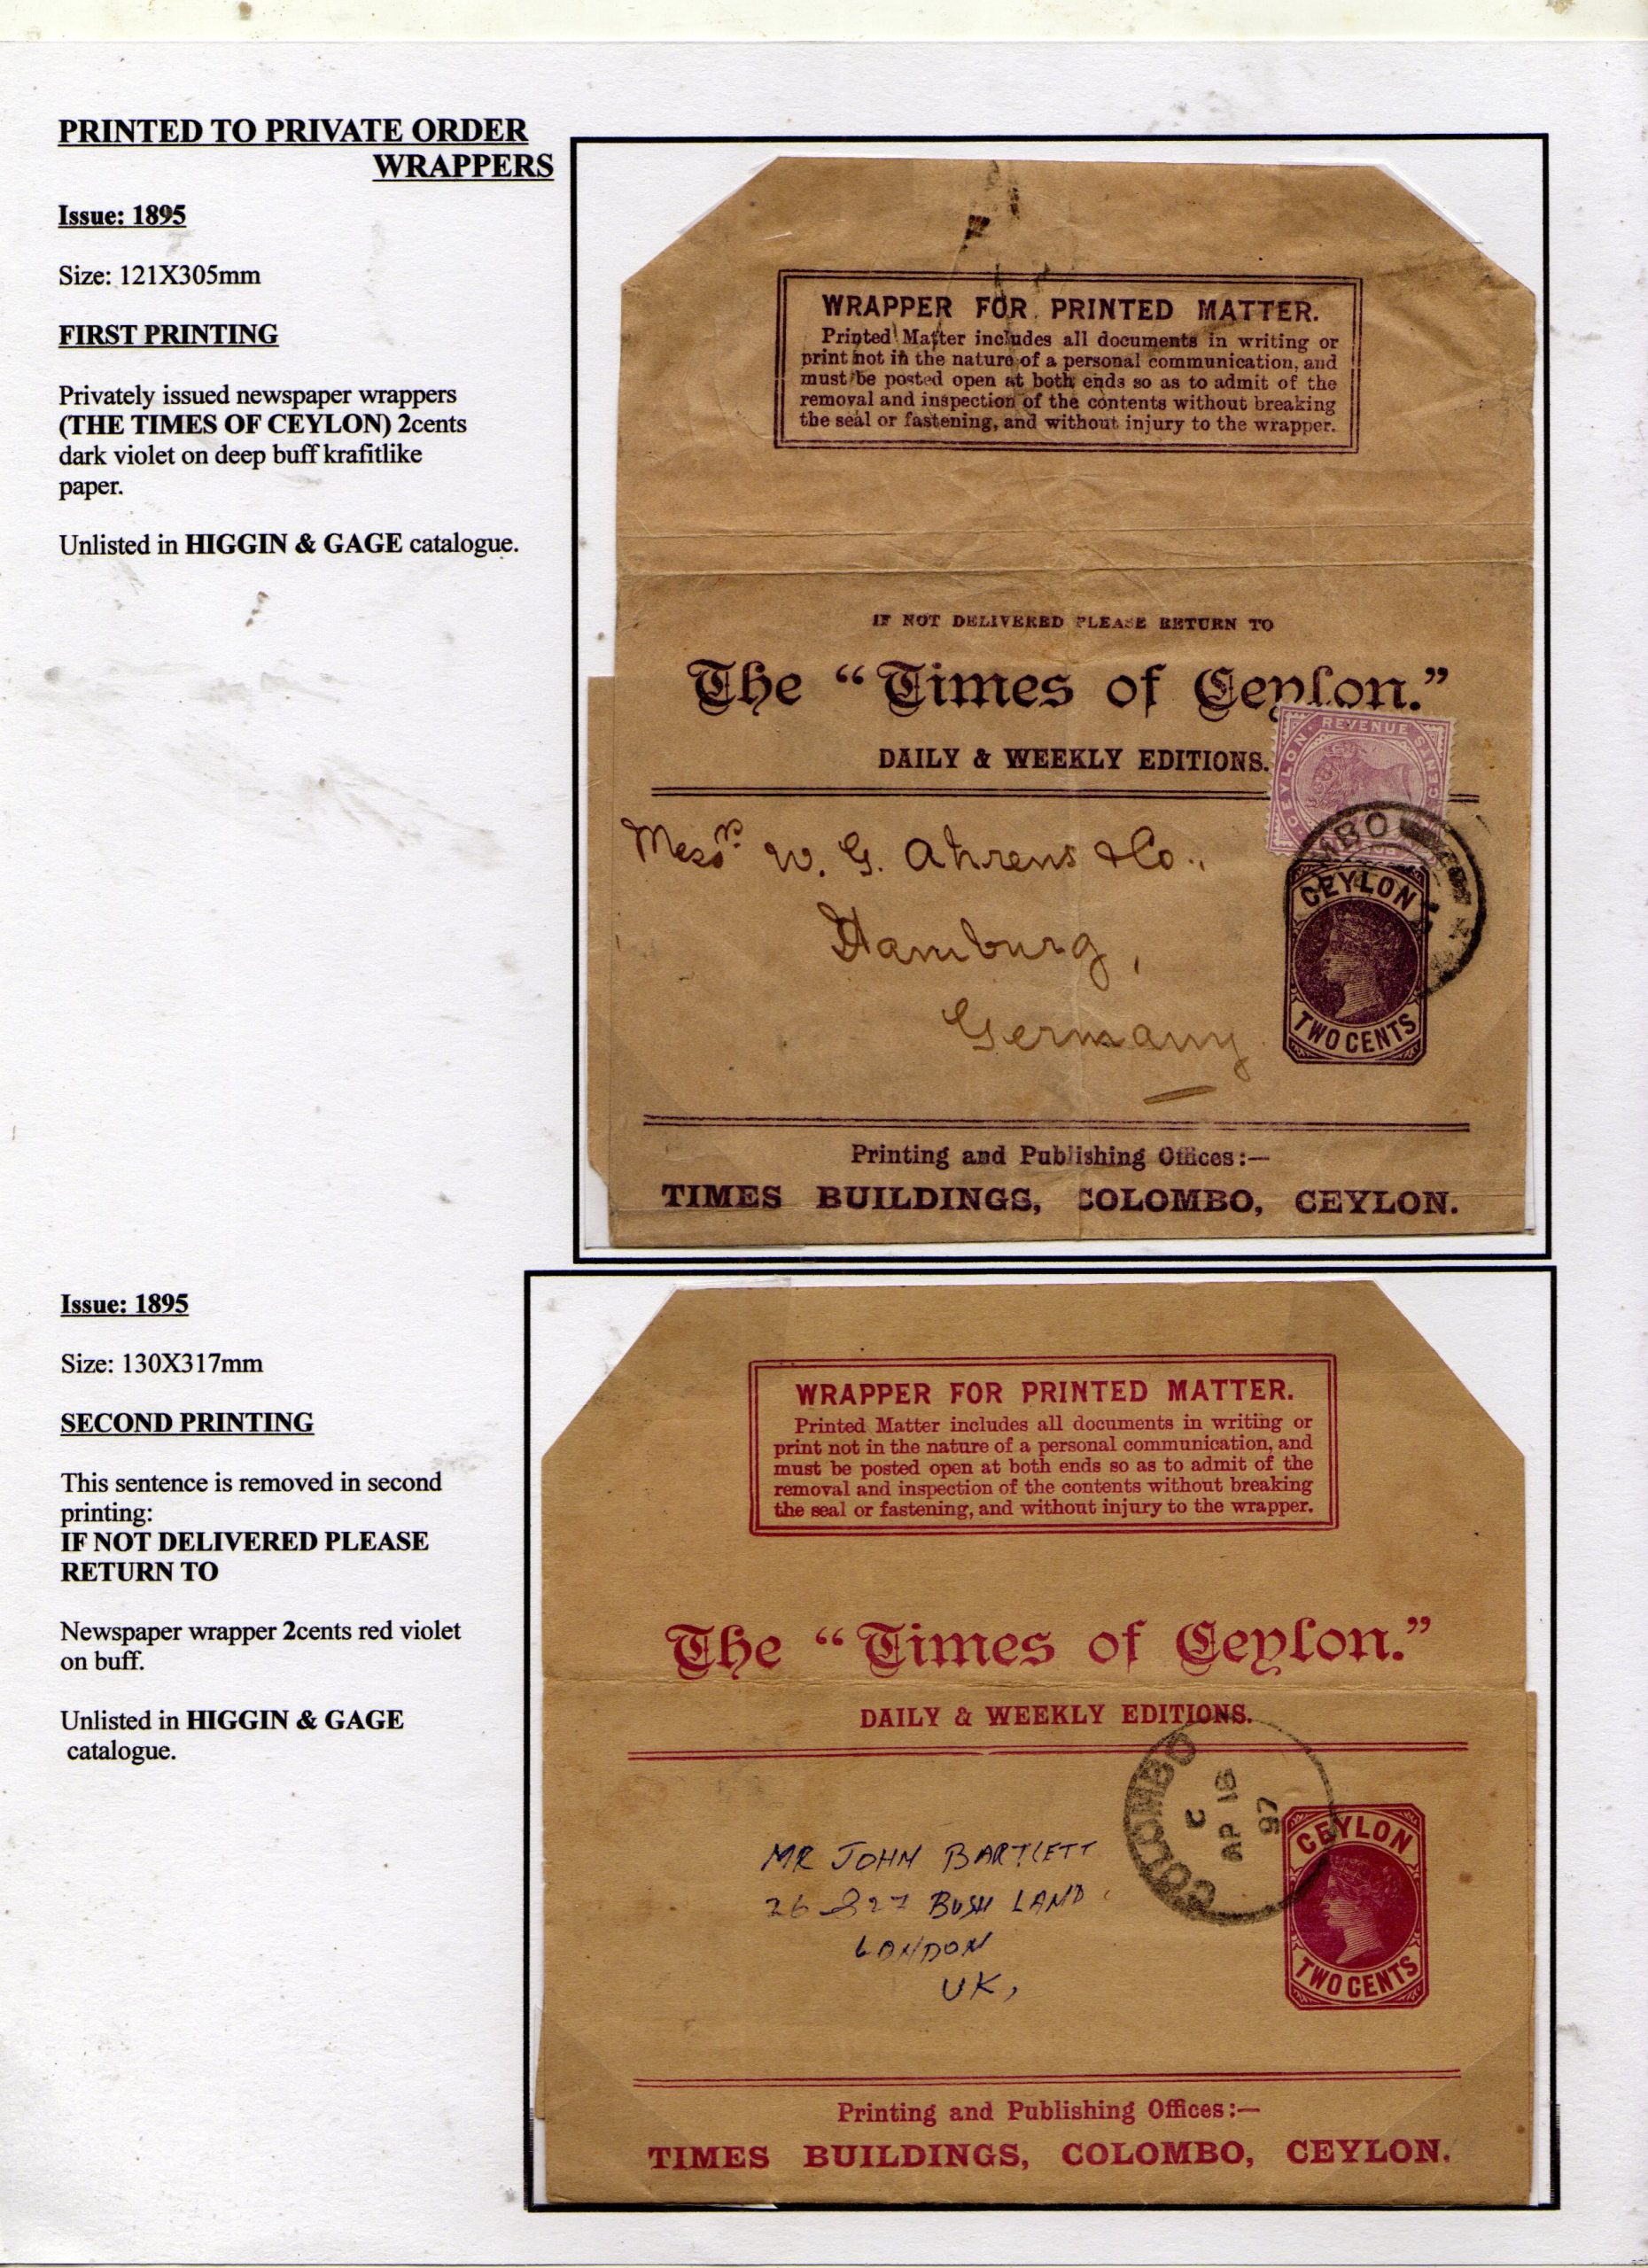 PRINTED TO PRIVATE ORDER
WRAPPERS
Issue: 1895
Size: 121X305mm
FIRST PRINTING
Privately issued newspaper wrappers
(THE TIMES OF CEYLON) 2cents
dark violet on deep buff krafitlike
paper.
Unlisted in HIGGIN & GAGE catalogue.
WRAPPER FOR PRINTED MATTER.
Printed Matter includes all documents in writing or
print not in the nature of a personal communication, and
must be posted open at both ends so as to admit of the
removal and inspection of the contents without breaking
the seal or fastening, and without injury to the wrapper.
IF NOT DELIVERED PLEASE RETURN TO
The "Times of Ceylon."
DAILY & WEEKLY EDITIONS.
CEYLON. REVENUE 5 CENTS
Messrs. W. G. Ahrens & Co.,
Hamburg,
Germany
CEYLON
TWO CENTS
Printing and Publishing Offices:—
TIMES BUILDINGS, COLOMBO, CEYLON.
Issue: 1895
Size: 130X317mm
SECOND PRINTING
This sentence is removed in second
printing:
IF NOT DELIVERED PLEASE
RETURN TO
Newspaper wrapper 2cents red violet
on buff.
Unlisted in HIGGIN & GAGE
catalogue.
WRAPPER FOR PRINTED MATTER.
Printed Matter includes all documents in writing or
print not in the nature of a personal communication, and
must be posted open at both ends so as to admit of the
removal and inspection of the contents without breaking
the seal or fastening, and without injury to the wrapper.
The "Times of Ceylon."
DAILY & WEEKLY EDITIONS.
COLOMBO
C
AP 18
97
CEYLON
TWO CENTS
MR JOHN BARTLETT
26 & 27 BUSH LAND
LONDON
UK,
Printing and Publishing Offices:—
TIMES BUILDINGS, COLOMBO, CEYLON.